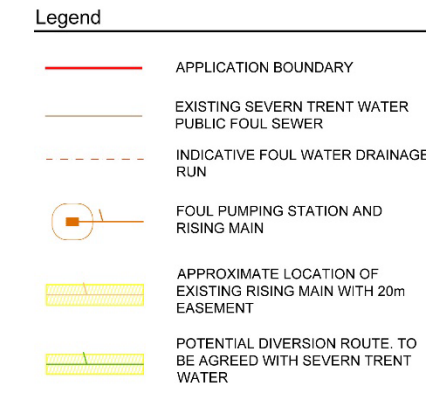 Legend
APPLICATION BOUNDARY
EXISTING SEVERN TRENT WATER
PUBLIC FOUL SEWER
INDICATIVE FOUL WATER DRAINAGE
RUN
FOUL PUMPING STATION AND
RISING MAIN
APPROXIMATE LOCATION OF
EXISTING RISING MAIN WITH 20m
EASEMENT
POTENTIAL DIVERSION ROUTE. TO
BE AGREED WITH SEVERN TRENT
WATER